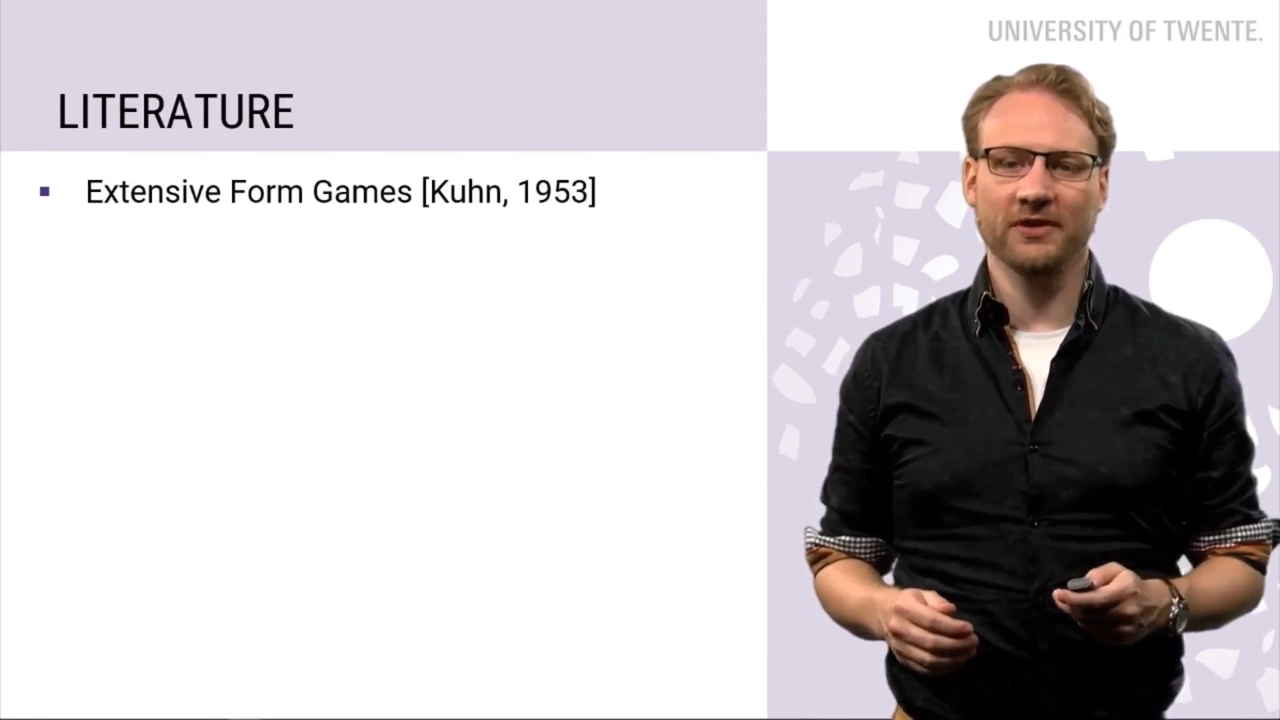 UNIVERSITY OF TWENTE.
LITERATURE
Extensive Form Games [Kuhn, 1953]